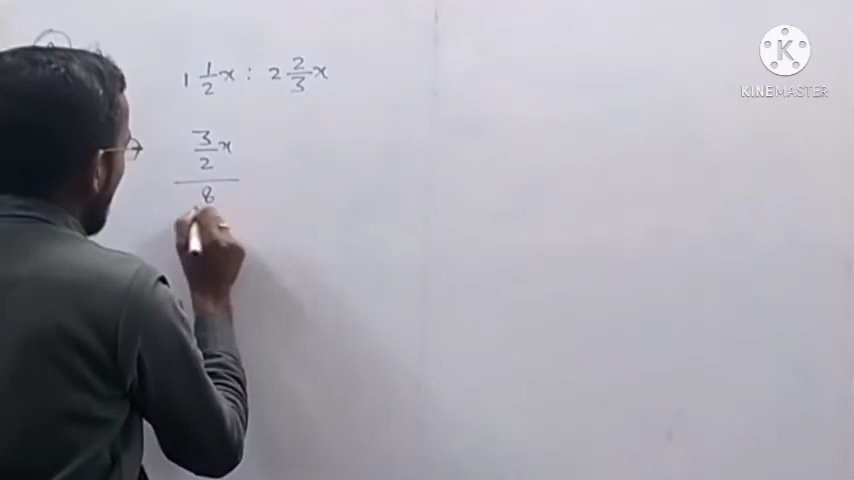 1 1/2 x : 2 2/3 x
3/2 x
8
K
KINEMASTER